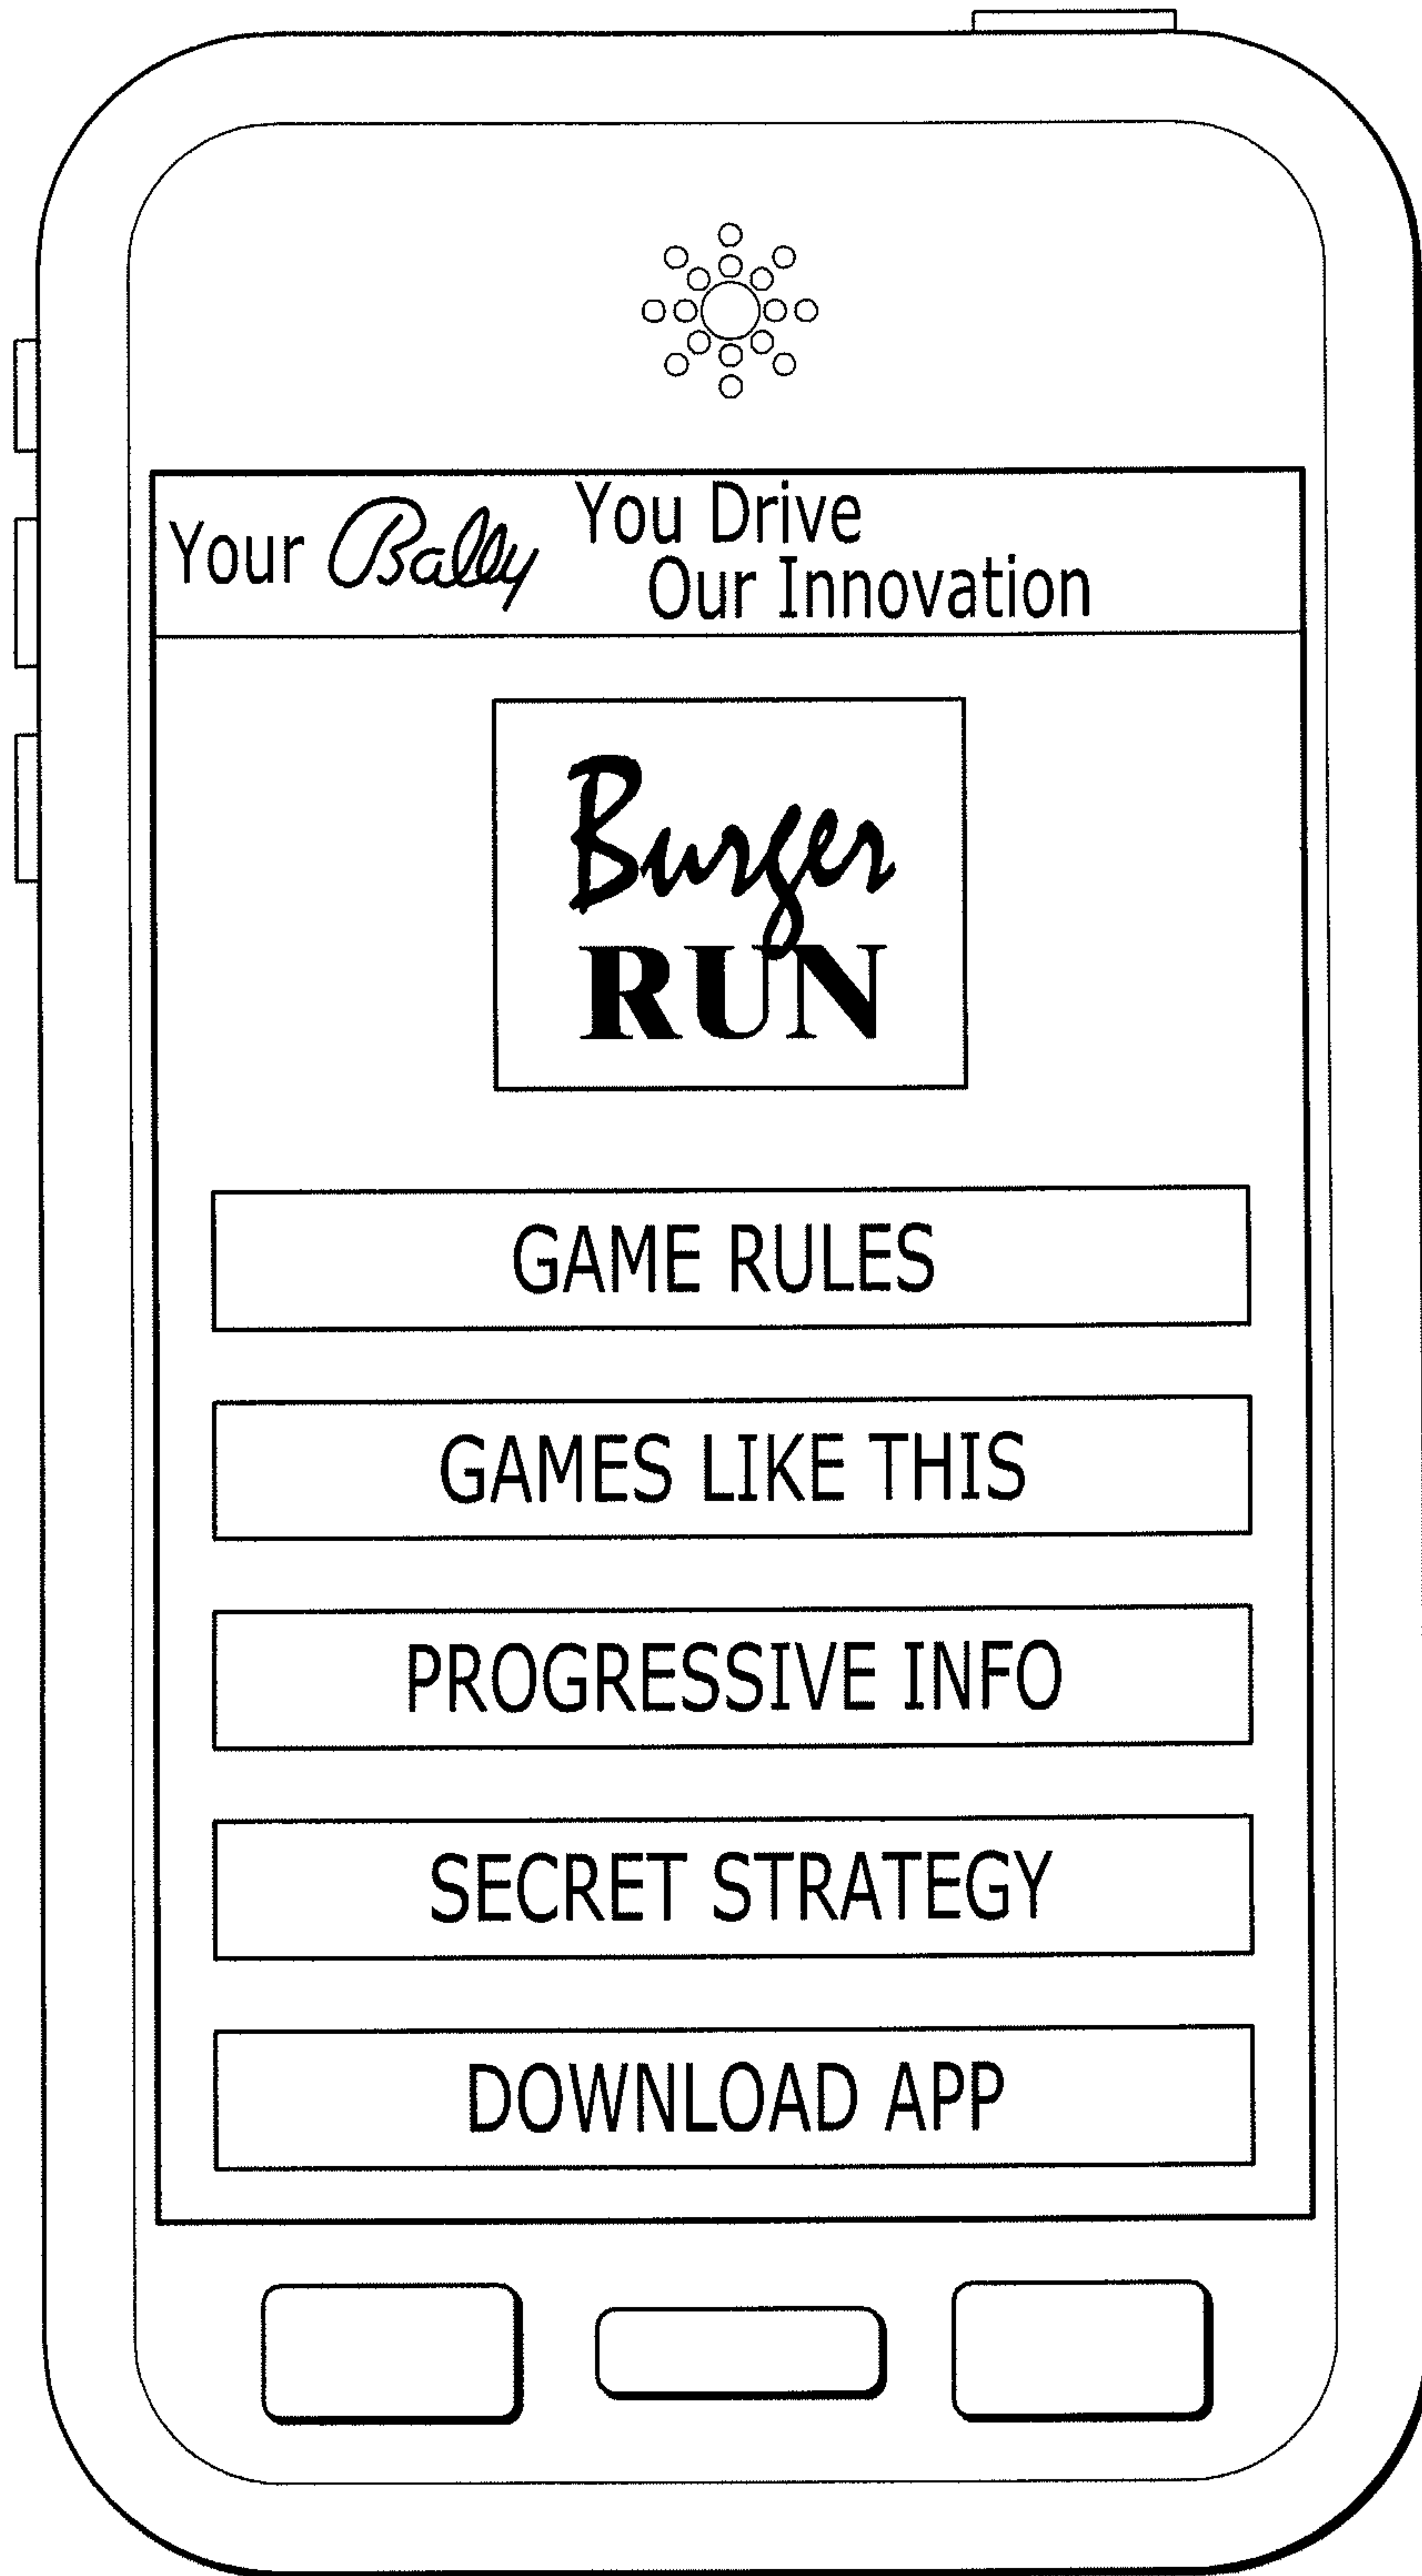 Your Bally You Drive
Our Innovation
Burger
RUN
GAME RULES
GAMES LIKE THIS
PROGRESSIVE INFO
SECRET STRATEGY
DOWNLOAD APP